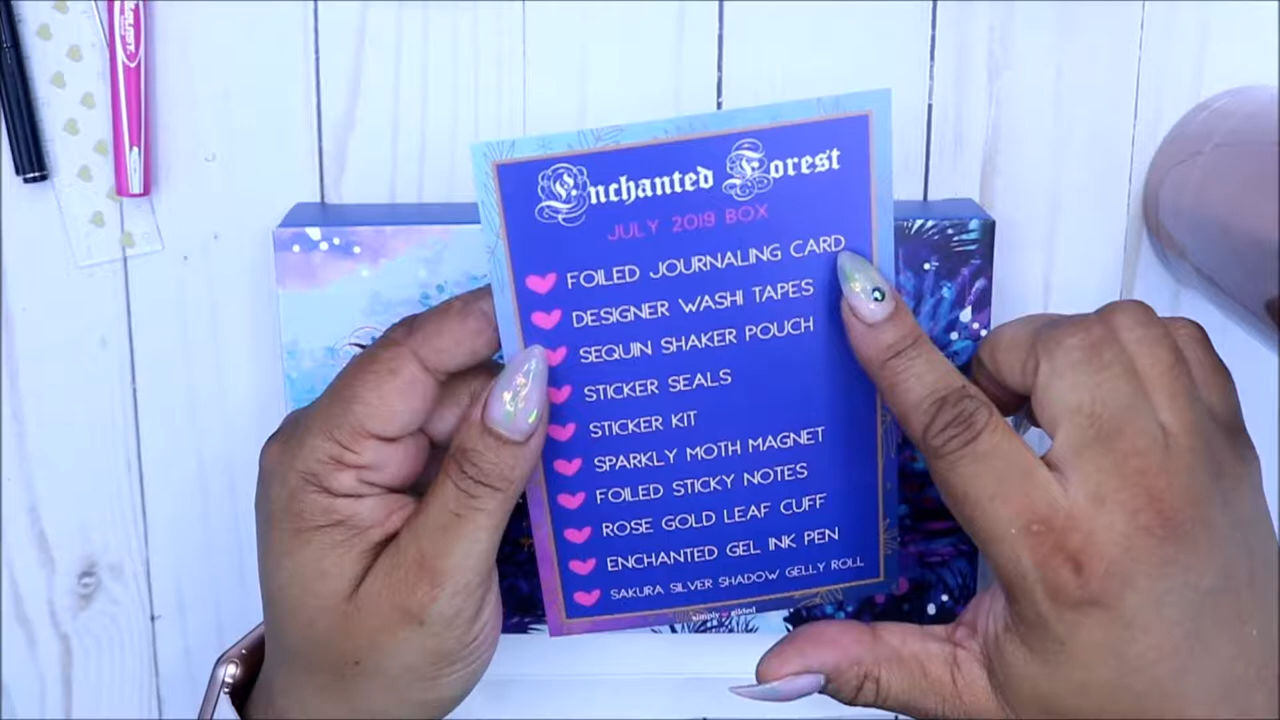 Enchanted Forest
JULY 2019 BOX
FOILED JOURNALING CARD
DESIGNER WASHI TAPES
SEQUIN SHAKER POUCH
STICKER SEALS
STICKER KIT
SPARKLY MOTH MAGNET
FOILED STICKY NOTES
ROSE GOLD LEAF CUFF
ENCHANTED GEL INK PEN
SAKURA SILVER SHADOW GELLY ROLL
simply gilded